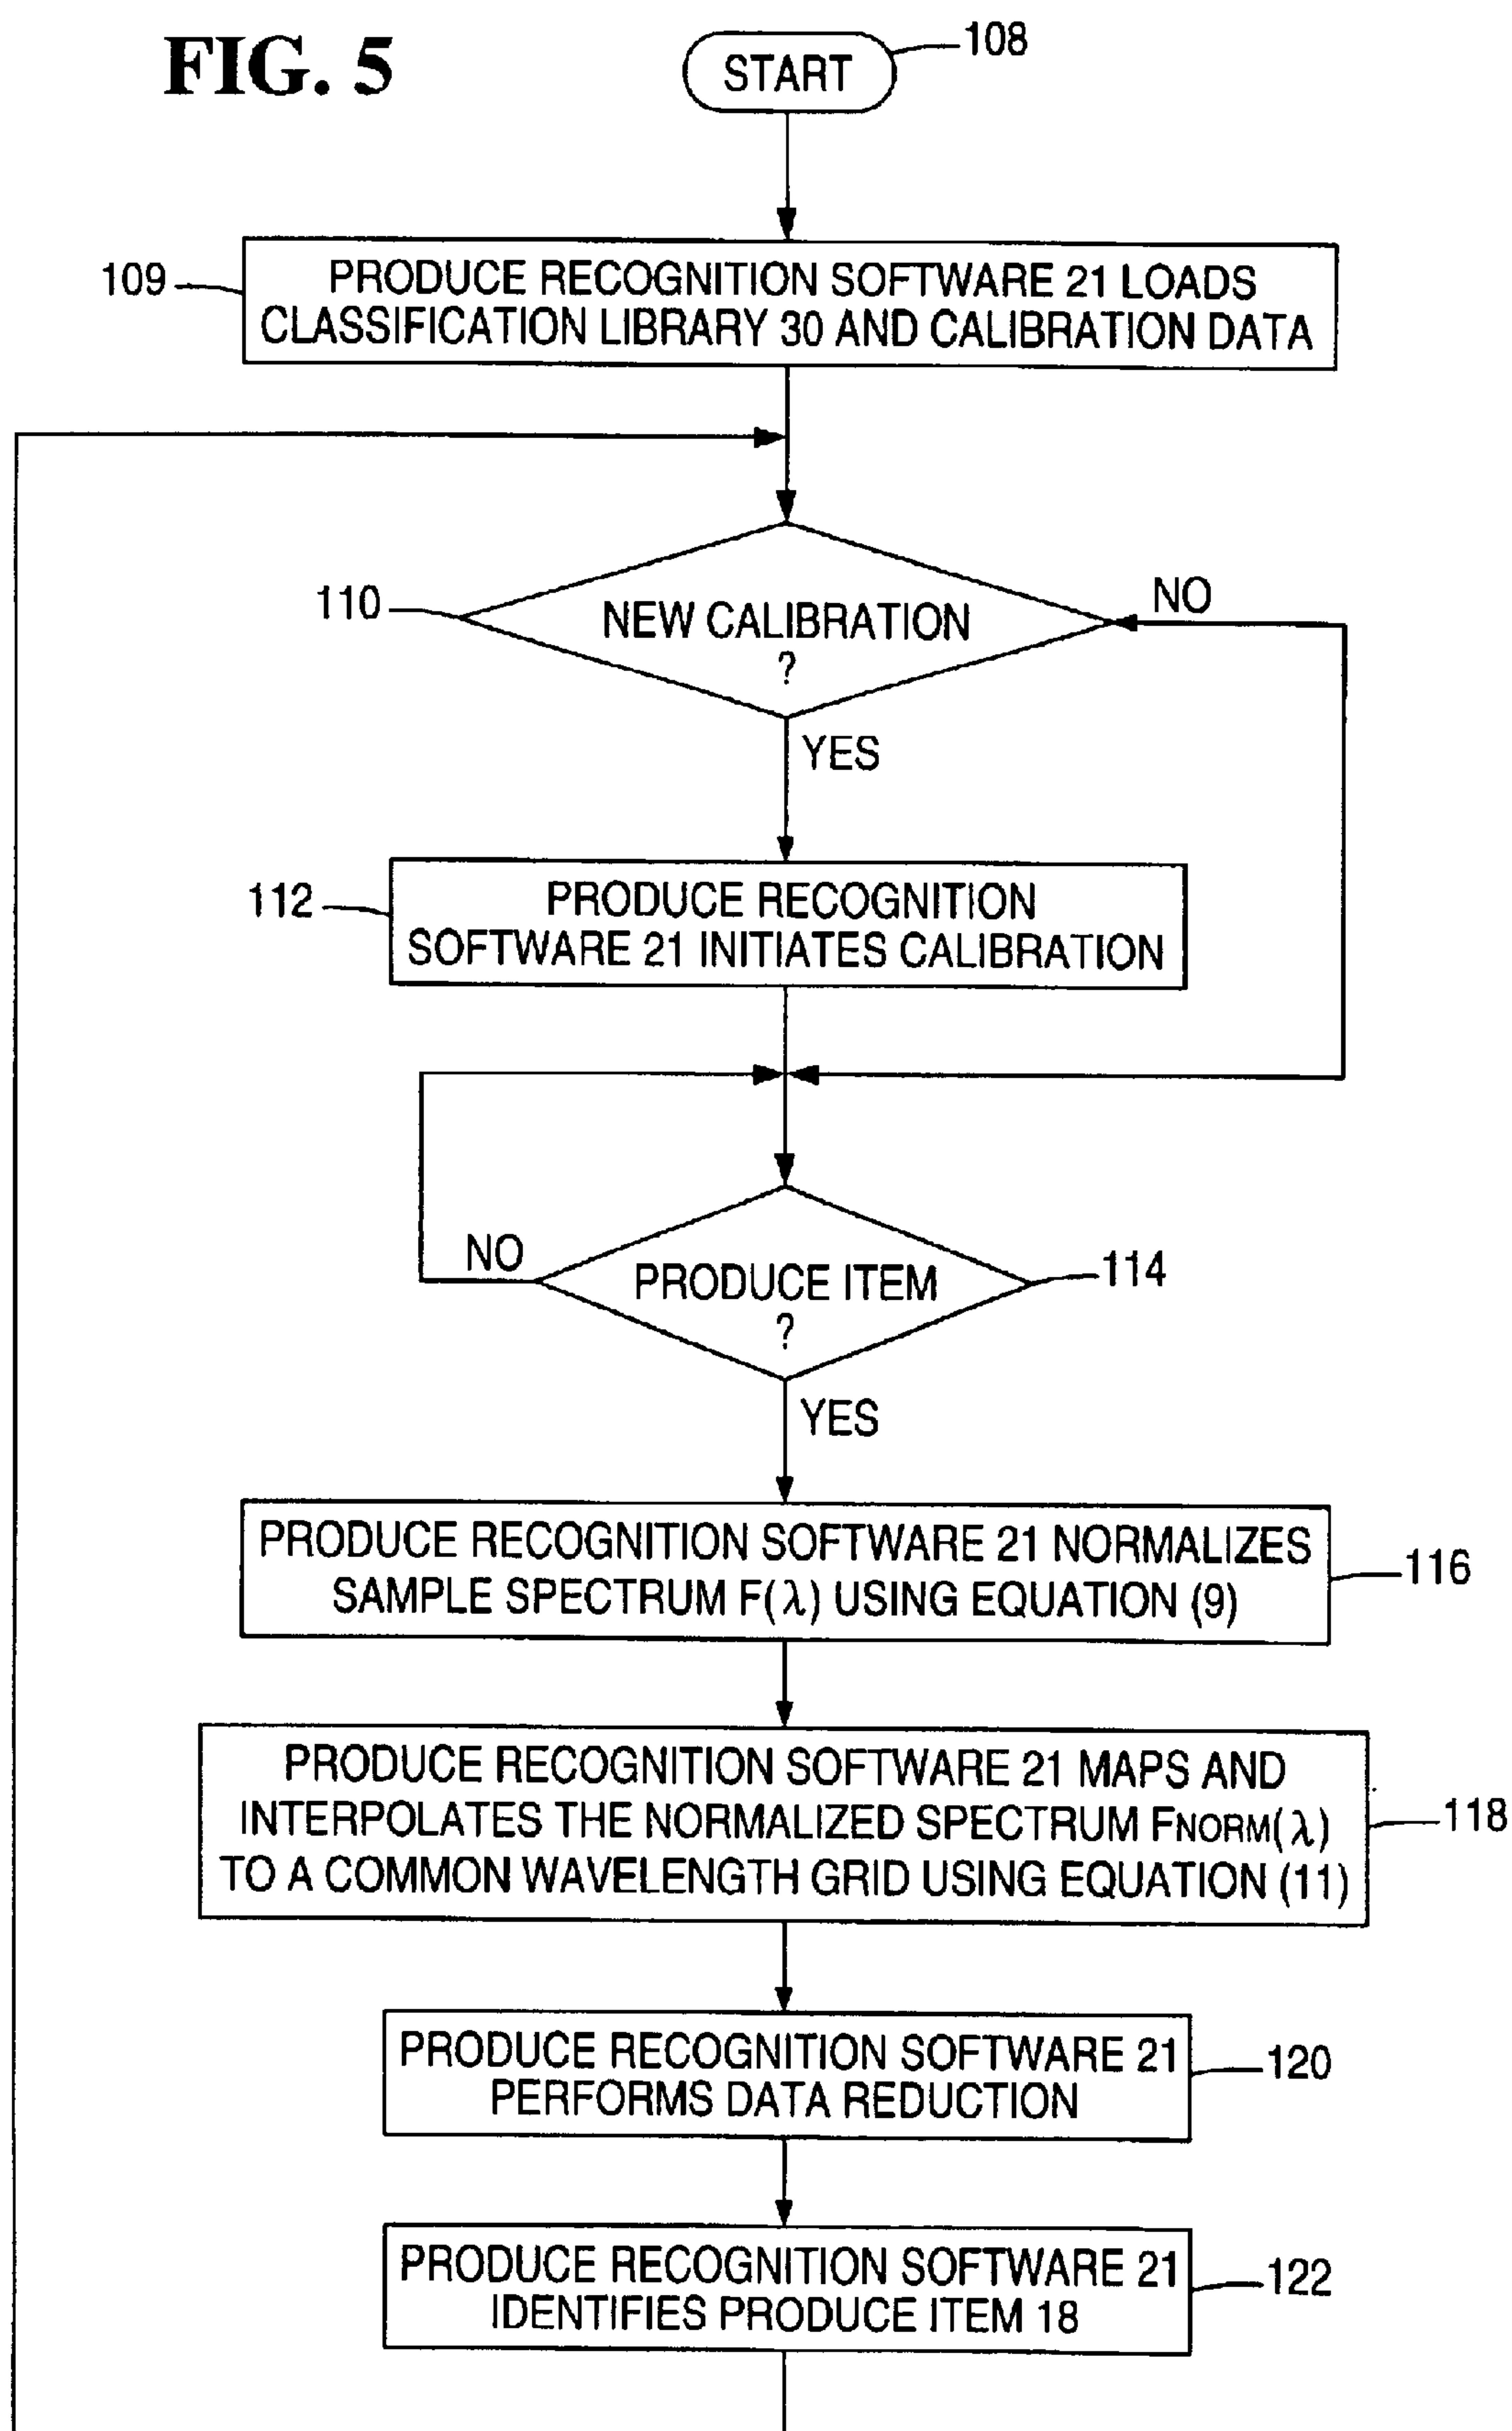 FIG. 5
START
108
109
PRODUCE RECOGNITION SOFTWARE 21 LOADS
CLASSIFICATION LIBRARY 30 AND CALIBRATION DATA
110
NEW CALIBRATION
?
NO
YES
112
PRODUCE RECOGNITION
SOFTWARE 21 INITIATES CALIBRATION
NO
PRODUCE ITEM
?
114
YES
PRODUCE RECOGNITION SOFTWARE 21 NORMALIZES
SAMPLE SPECTRUM F(λ) USING EQUATION (9)
116
PRODUCE RECOGNITION SOFTWARE 21 MAPS AND
INTERPOLATES THE NORMALIZED SPECTRUM FNORM(λ)
TO A COMMON WAVELENGTH GRID USING EQUATION (11)
118
PRODUCE RECOGNITION SOFTWARE 21
PERFORMS DATA REDUCTION
120
PRODUCE RECOGNITION SOFTWARE 21
IDENTIFIES PRODUCE ITEM 18
122